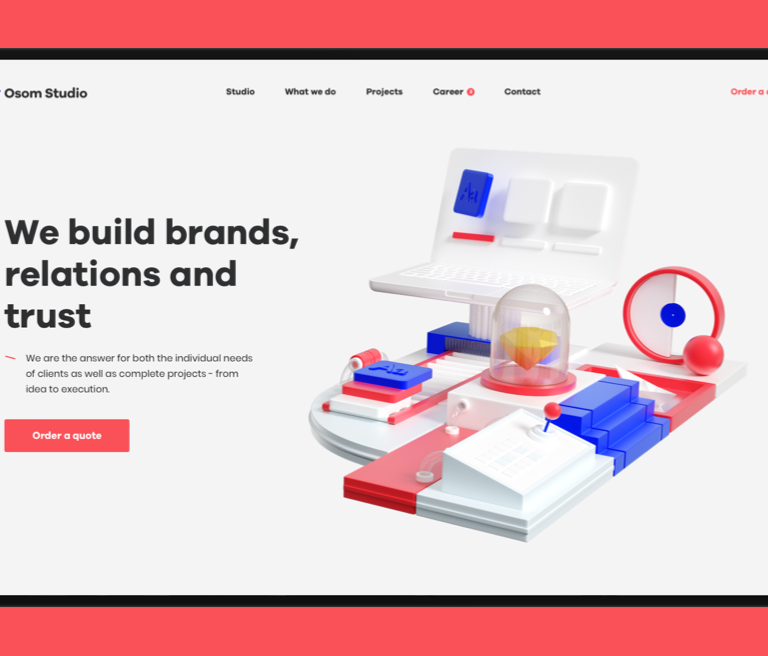 Osom Studio
Studio
What we do
Projects
Career
Contact
Order a
We build brands,
relations and
trust
We are the answer for both the individual needs
of clients as well as complete projects - from
idea to execution.
Order a quote
Aa
Aa